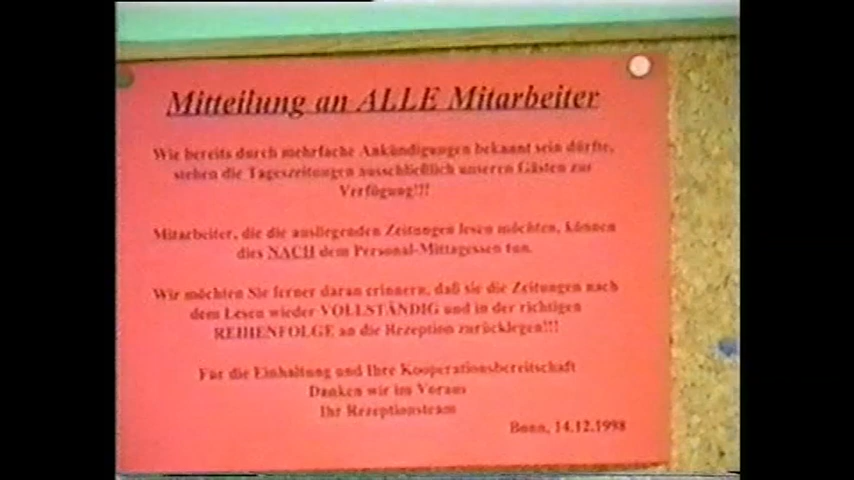 Mitteilung an ALLE Mitarbeiter
Wie bereits durch mehrfache Ankündigungen bekannt sein dürfte,
stehen die Tageszeitungen ausschließlich unseren Gästen zur
Verfügung!!!
Mitarbeiter, die die ausliegenden Zeitungen lesen möchten, können
dies NACH dem Personal-Mittagessen tun.
Wir möchten Sie ferner daran erinnern, daß sie die Zeitungen nach
dem Lesen wieder VOLLSTÄNDIG und in der richtigen
REIHENFOLGE an die Rezeption zurücklegen!!!
Für die Einhaltung und Ihre Kooperationsbereitschaft
Danken wir im Voraus
Ihr Rezeptionsteam
Bonn, 14.12.1998